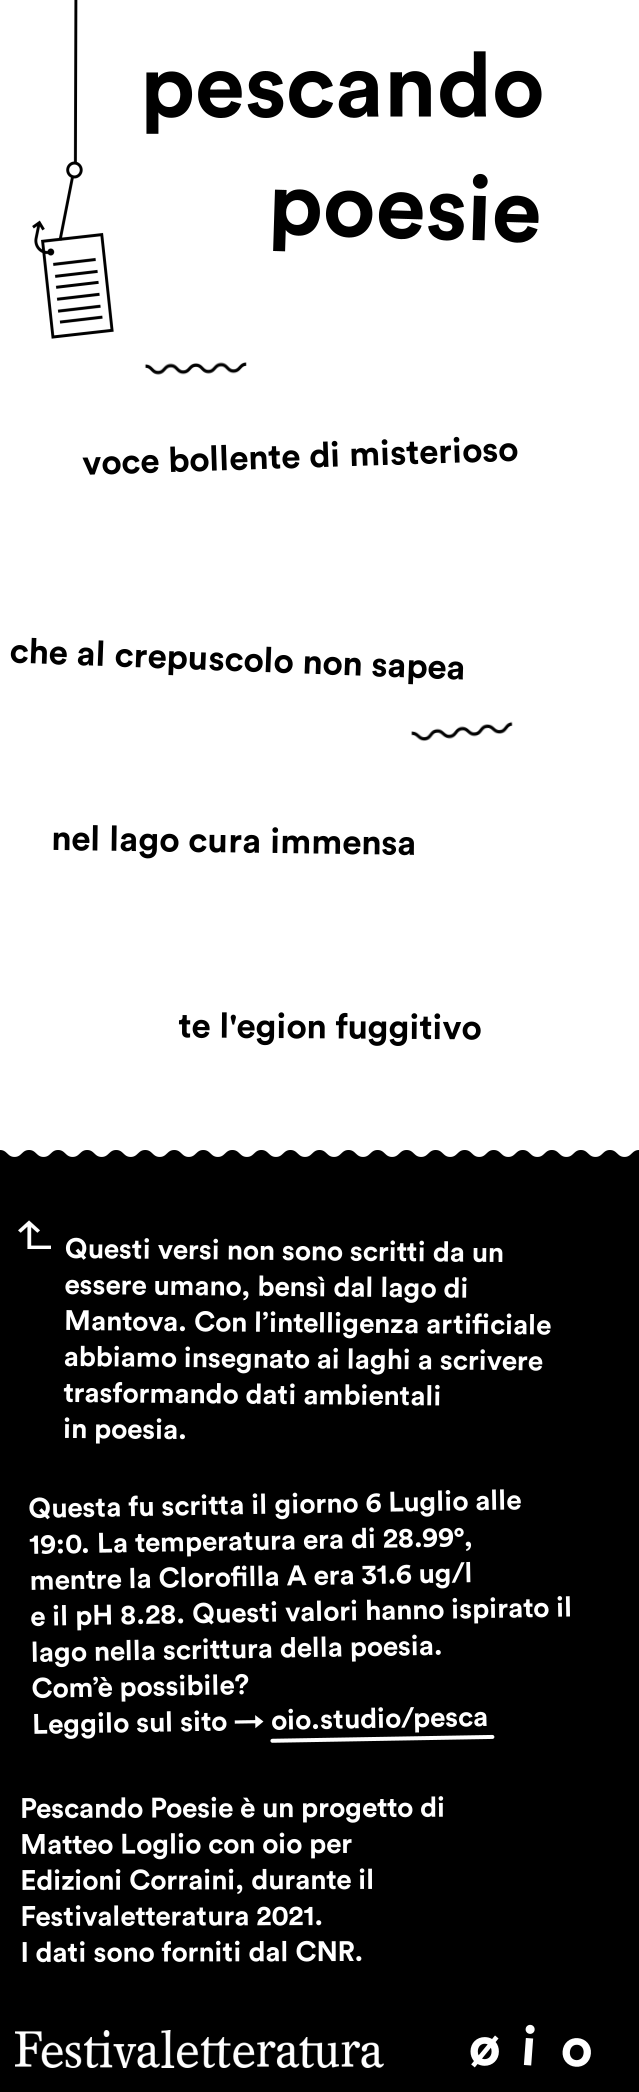 pescando
poesie
voce bollente di misterioso
che al crepuscolo non sapea
nel lago cura immensa
te l'egion fuggitivo
Questi versi non sono scritti da un
essere umano, bensì dal lago di
Mantova. Con l’intelligenza artificiale
abbiamo insegnato ai laghi a scrivere
trasformando dati ambientali
in poesia.
Questa fu scritta il giorno 6 Luglio alle
19:0. La temperatura era di 28.99°,
mentre la Clorofilla A era 31.6 ug/l
e il pH 8.28. Questi valori hanno ispirato il
lago nella scrittura della poesia.
Com’è possibile?
Leggilo sul sito → oio.studio/pesca
Pescando Poesie è un progetto di
Matteo Loglio con oio per
Edizioni Corraini, durante il
Festivaletteratura 2021.
I dati sono forniti dal CNR.
Festivaletteratura ø i o